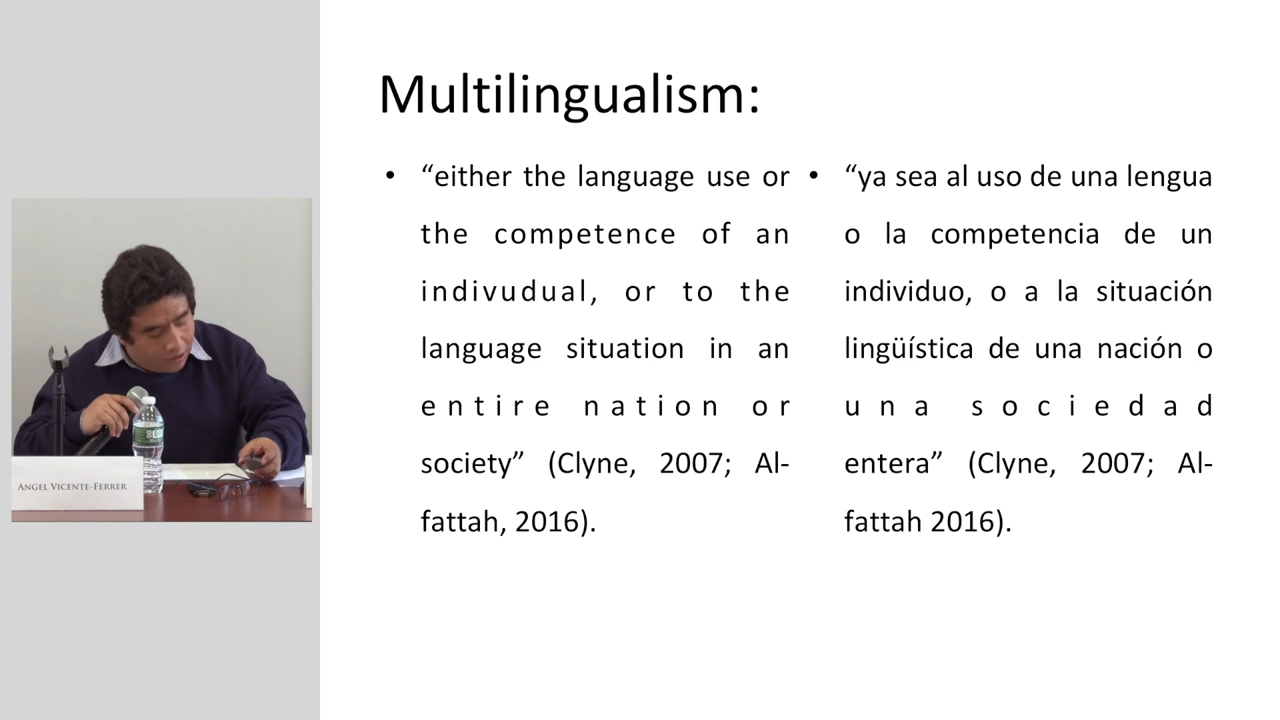 Multilingualism:
• “either the language use or
the competence of an
indivudual, or to the
language situation in an
entire nation or
society” (Clyne, 2007; Al-
fattah, 2016).
• “ya sea al uso de una lengua
o la competencia de un
individuo, o a la situación
lingüística de una nación o
una sociedad
entera” (Clyne, 2007; Al-
fattah 2016).
ANGEL VICENTE-FERRER